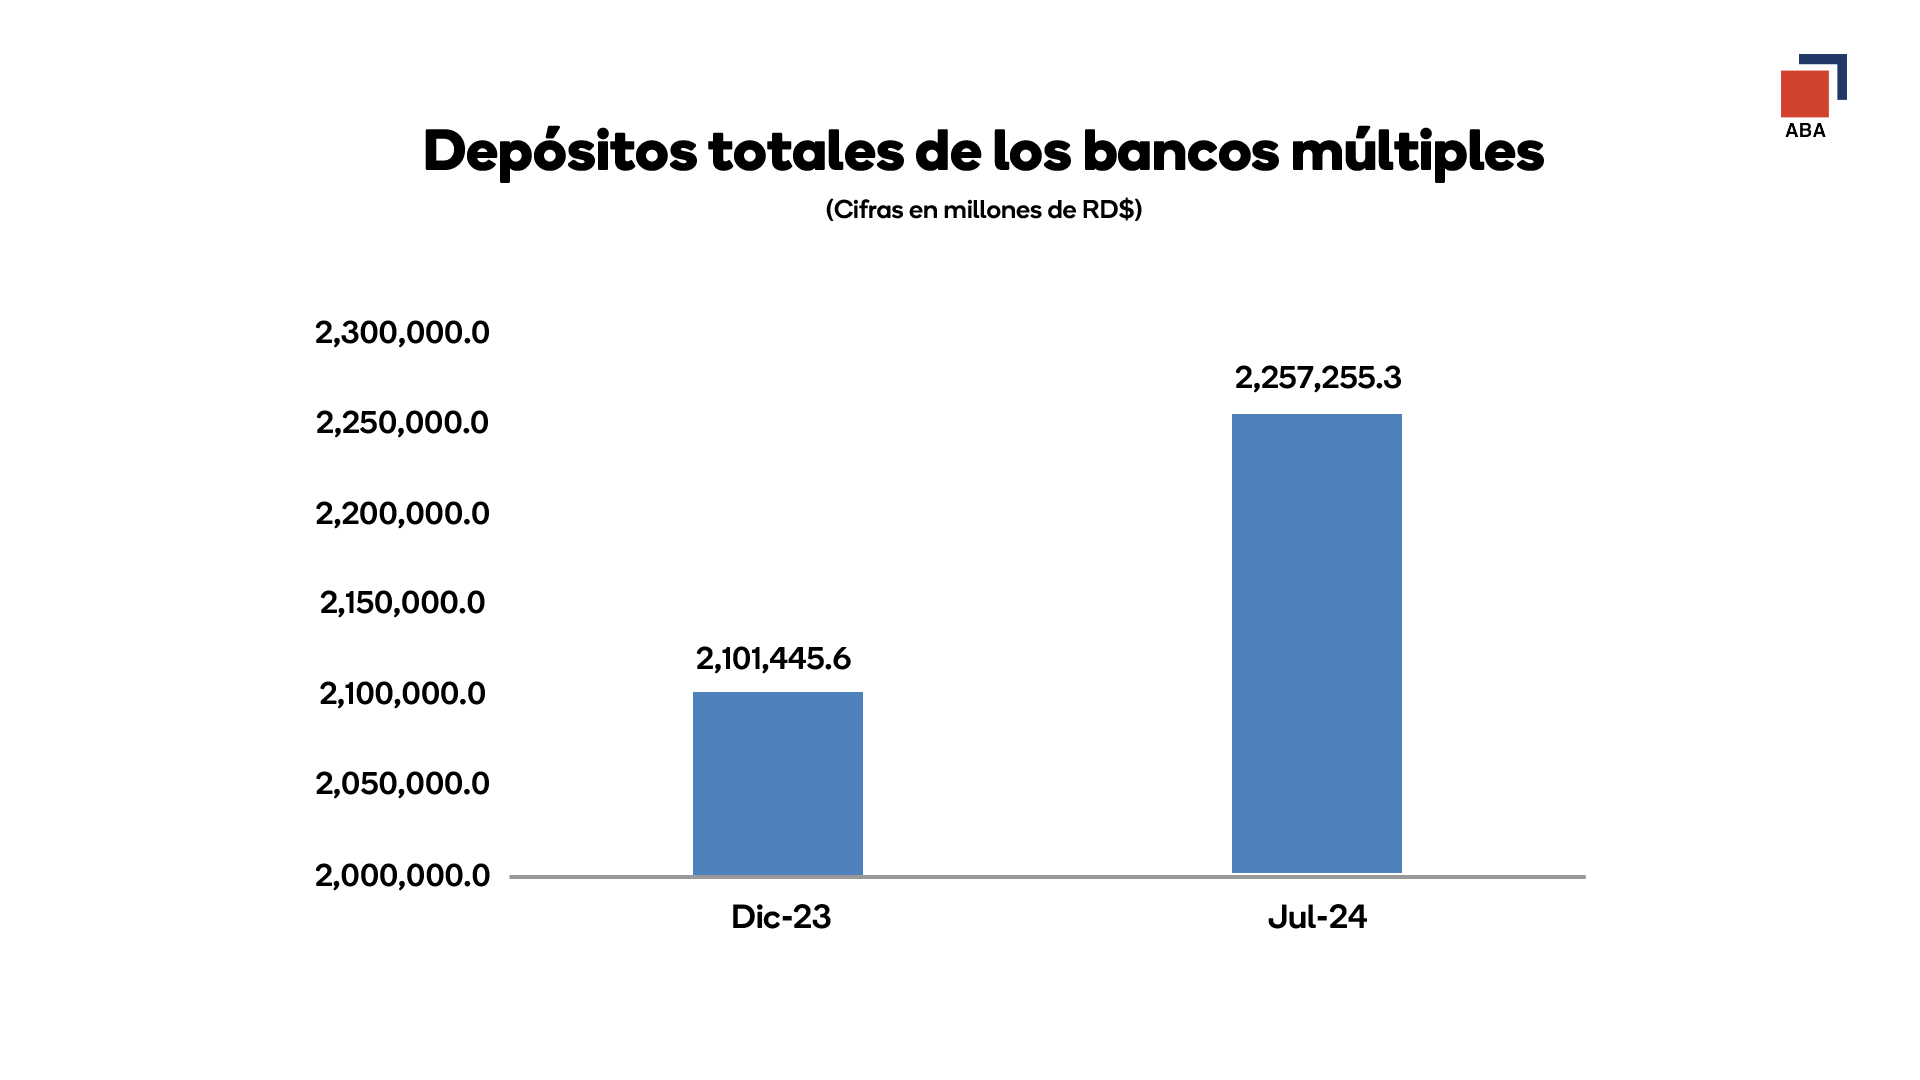 ABA
Depósitos totales de los bancos múltiples
(Cifras en millones de RD$)
2,300,000.0
2,257,255.3
2,250,000.0
2,200,000.0
2,150,000.0
2,101,445.6
2,100,000.0
2,050,000.0
2,000,000.0
Dic-23
Jul-24